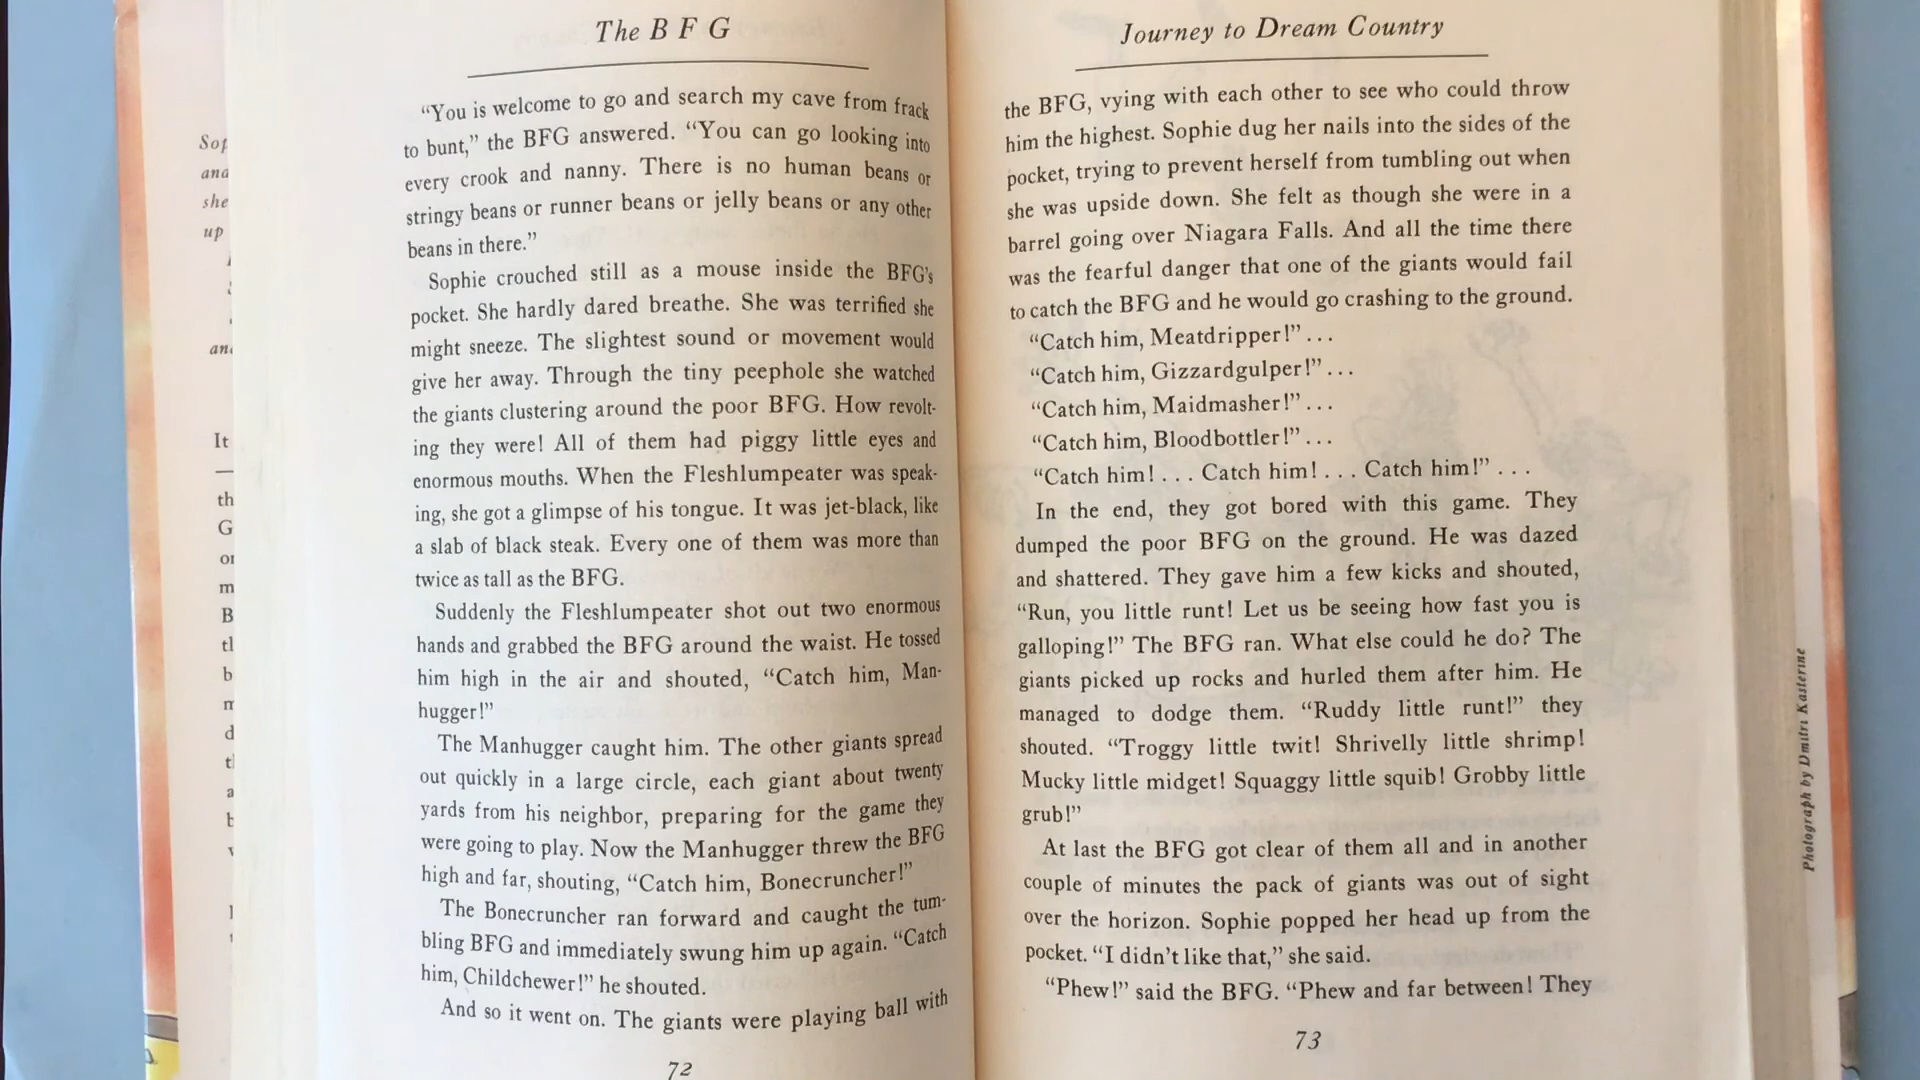 The B F G
"You is welcome to go and search my cave from frack
to bunt," the BFG answered. "You can go looking into
every crook and nanny. There is no human beans or
stringy beans or runner beans or jelly beans or any other
beans in there."
Sophie crouched still as a mouse inside the BFG's
pocket. She hardly dared breathe. She was terrified she
might sneeze. The slightest sound or movement would
give her away. Through the tiny peephole she watched
the giants clustering around the poor BFG. How revolt-
ing they were! All of them had piggy little eyes and
enormous mouths. When the Fleshlumpeater was speak-
ing, she got a glimpse of his tongue. It was jet-black, like
a slab of black steak. Every one of them was more than
twice as tall as the BFG.
Suddenly the Fleshlumpeater shot out two enormous
hands and grabbed the BFG around the waist. He tossed
him high in the air and shouted, "Catch him, Man-
hugger!"
The Manhugger caught him. The other giants spread
out quickly in a large circle, each giant about twenty
yards from his neighbor, preparing for the game they
were going to play. Now the Manhugger threw the BFG
high and far, shouting, "Catch him, Bonecruncher!"
The Bonecruncher ran forward and caught the tum-
bling BFG and immediately swung him up again. "Catch
him, Childchewer!" he shouted.
And so it went on. The giants were playing ball with
72
Journey to Dream Country
the BFG, vying with each other to see who could throw
him the highest. Sophie dug her nails into the sides of the
pocket, trying to prevent herself from tumbling out when
she was upside down. She felt as though she were in a
barrel going over Niagara Falls. And all the time there
was the fearful danger that one of the giants would fail
to catch the BFG and he would go crashing to the ground.
"Catch him, Meatdripper!" . . .
"Catch him, Gizzardgulper!" . . .
"Catch him, Maidmasher!" . . .
"Catch him, Bloodbottler!" . . .
"Catch him! . . . Catch him! . . . Catch him!" . . .
In the end, they got bored with this game. They
dumped the poor BFG on the ground. He was dazed
and shattered. They gave him a few kicks and shouted,
"Run, you little runt! Let us be seeing how fast you is
galloping!" The BFG ran. What else could he do? The
giants picked up rocks and hurled them after him. He
managed to dodge them. "Ruddy little runt!" they
shouted. "Troggy little twit! Shrivelly little shrimp!
Mucky little midget! Squaggy little squib! Grobby little
grub!"
At last the BFG got clear of them all and in another
couple of minutes the pack of giants was out of sight
over the horizon. Sophie popped her head up from the
pocket. "I didn't like that," she said.
"Phew!" said the BFG. "Phew and far between! They
73
Photograph by Dmitri Kasterine